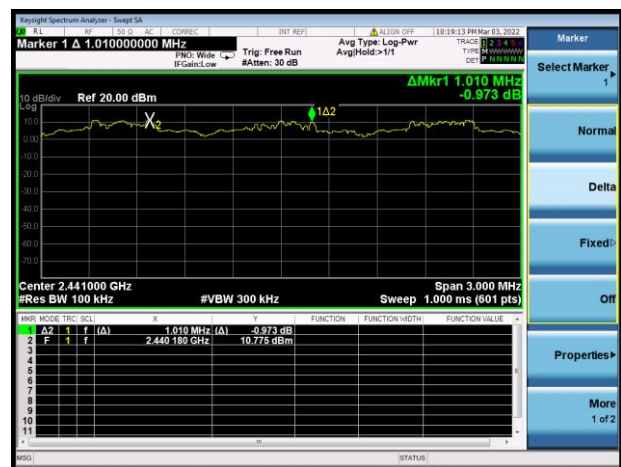 Keysight Spectrum Analyzer - Swept SA
RL RF 50 Ω AC CORREC INT REF ALIGN OFF 10:19:13 PM Mar 03, 2022
Marker 1 Δ 1.010000000 MHz
PNO: Wide
IFGain:Low
Trig: Free Run
#Atten: 30 dB
Avg Type: Log-Pwr
Avg|Hold:>1/1
TRACE 1 2 3 4 5 6
TYPE M W W W W W
DET P N N N N N
ΔMkr1 1.010 MHz
-0.973 dB
10 dB/div Ref 20.00 dBm
Log
10.0
0.00
-10.0
-20.0
-30.0
-40.0
-50.0
-60.0
-70.0
X2
1Δ2
Center 2.441000 GHz Span 3.000 MHz
#Res BW 100 kHz #VBW 300 kHz Sweep 1.000 ms (601 pts)
MKR MODE TRC SCL X Y FUNCTION FUNCTION WIDTH FUNCTION VALUE
1 Δ2 1 f (Δ) 1.010 MHz (Δ) -0.973 dB
2 F 1 f 2.440 180 GHz 10.775 dBm
3
4
5
6
7
8
9
10
11
MSG STATUS
Marker
Select Marker
1
Normal
Delta
Fixed
Off
Properties
More
1 of 2